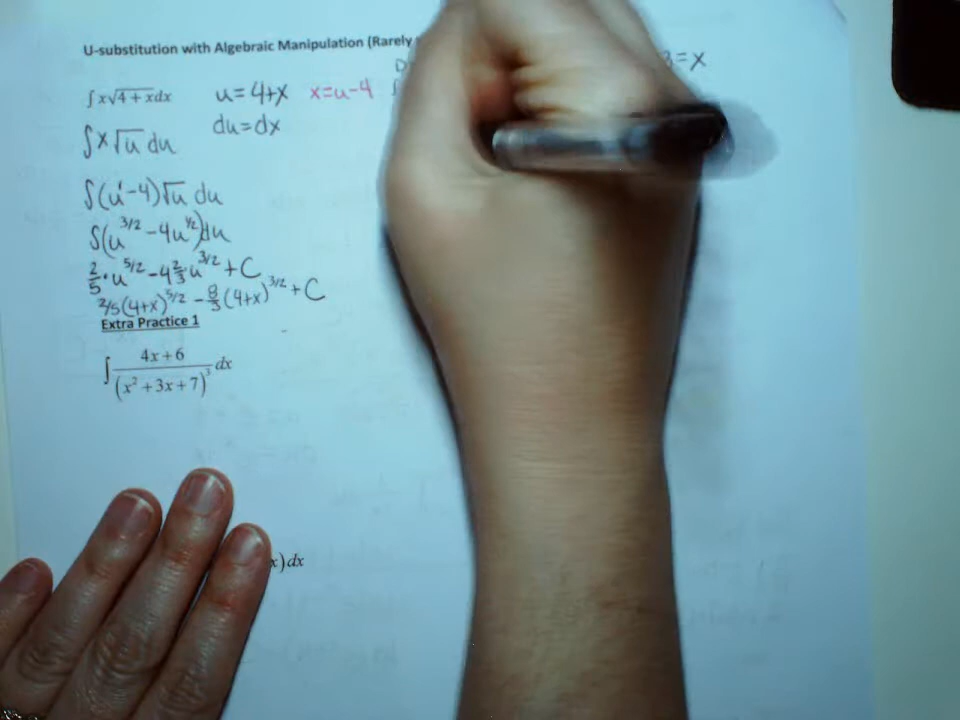 U-substitution with Algebraic Manipulation (Rarely
∫x√(4+x)dx u=4+x x=u-4
du=dx
∫x√u du
∫(u¹-4)√u du
∫(u^3/2 -4u^1/2)du
2/5·u^5/2 -4 2/3 u^3/2 +C
2/5(4+x)^5/2 - 8/3(4+x)^3/2 +C
Extra Practice 1
∫ (4x+6)/(x²+3x+7)³ dx
x)dx
=x